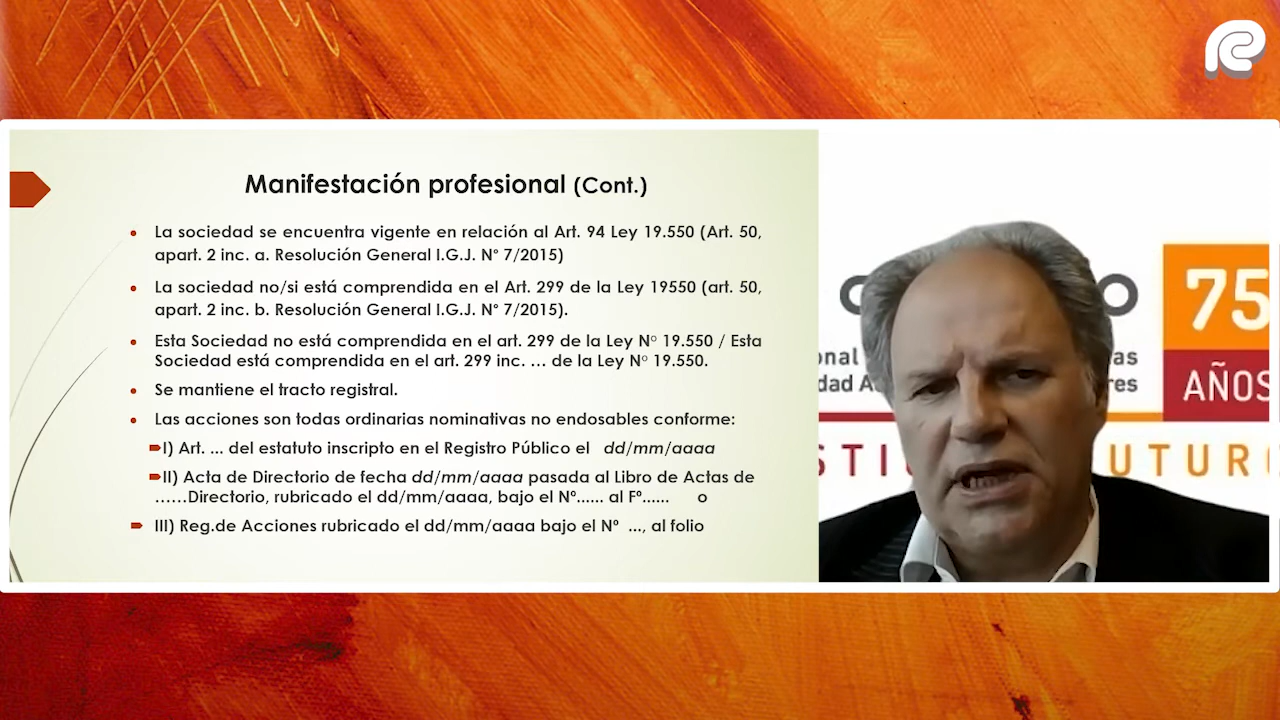 Manifestación profesional (Cont.)
La sociedad se encuentra vigente en relación al Art. 94 Ley 19.550 (Art. 50,
apart. 2 inc. a. Resolución General I.G.J. Nº 7/2015)
La sociedad no/si está comprendida en el Art. 299 de la Ley 19550 (art. 50,
apart. 2 inc. b. Resolución General I.G.J. Nº 7/2015).
Esta Sociedad no está comprendida en el art. 299 de la Ley N° 19.550 / Esta
Sociedad está comprendida en el art. 299 inc. … de la Ley N° 19.550.
Se mantiene el tracto registral.
Las acciones son todas ordinarias nominativas no endosables conforme:
I) Art. ... del estatuto inscripto en el Registro Público el dd/mm/aaaa
II) Acta de Directorio de fecha dd/mm/aaaa pasada al Libro de Actas de
……Directorio, rubricado el dd/mm/aaaa, bajo el Nº...... al Fº...... o
III) Reg.de Acciones rubricado el dd/mm/aaaa bajo el Nº ..., al folio
75
AÑOS